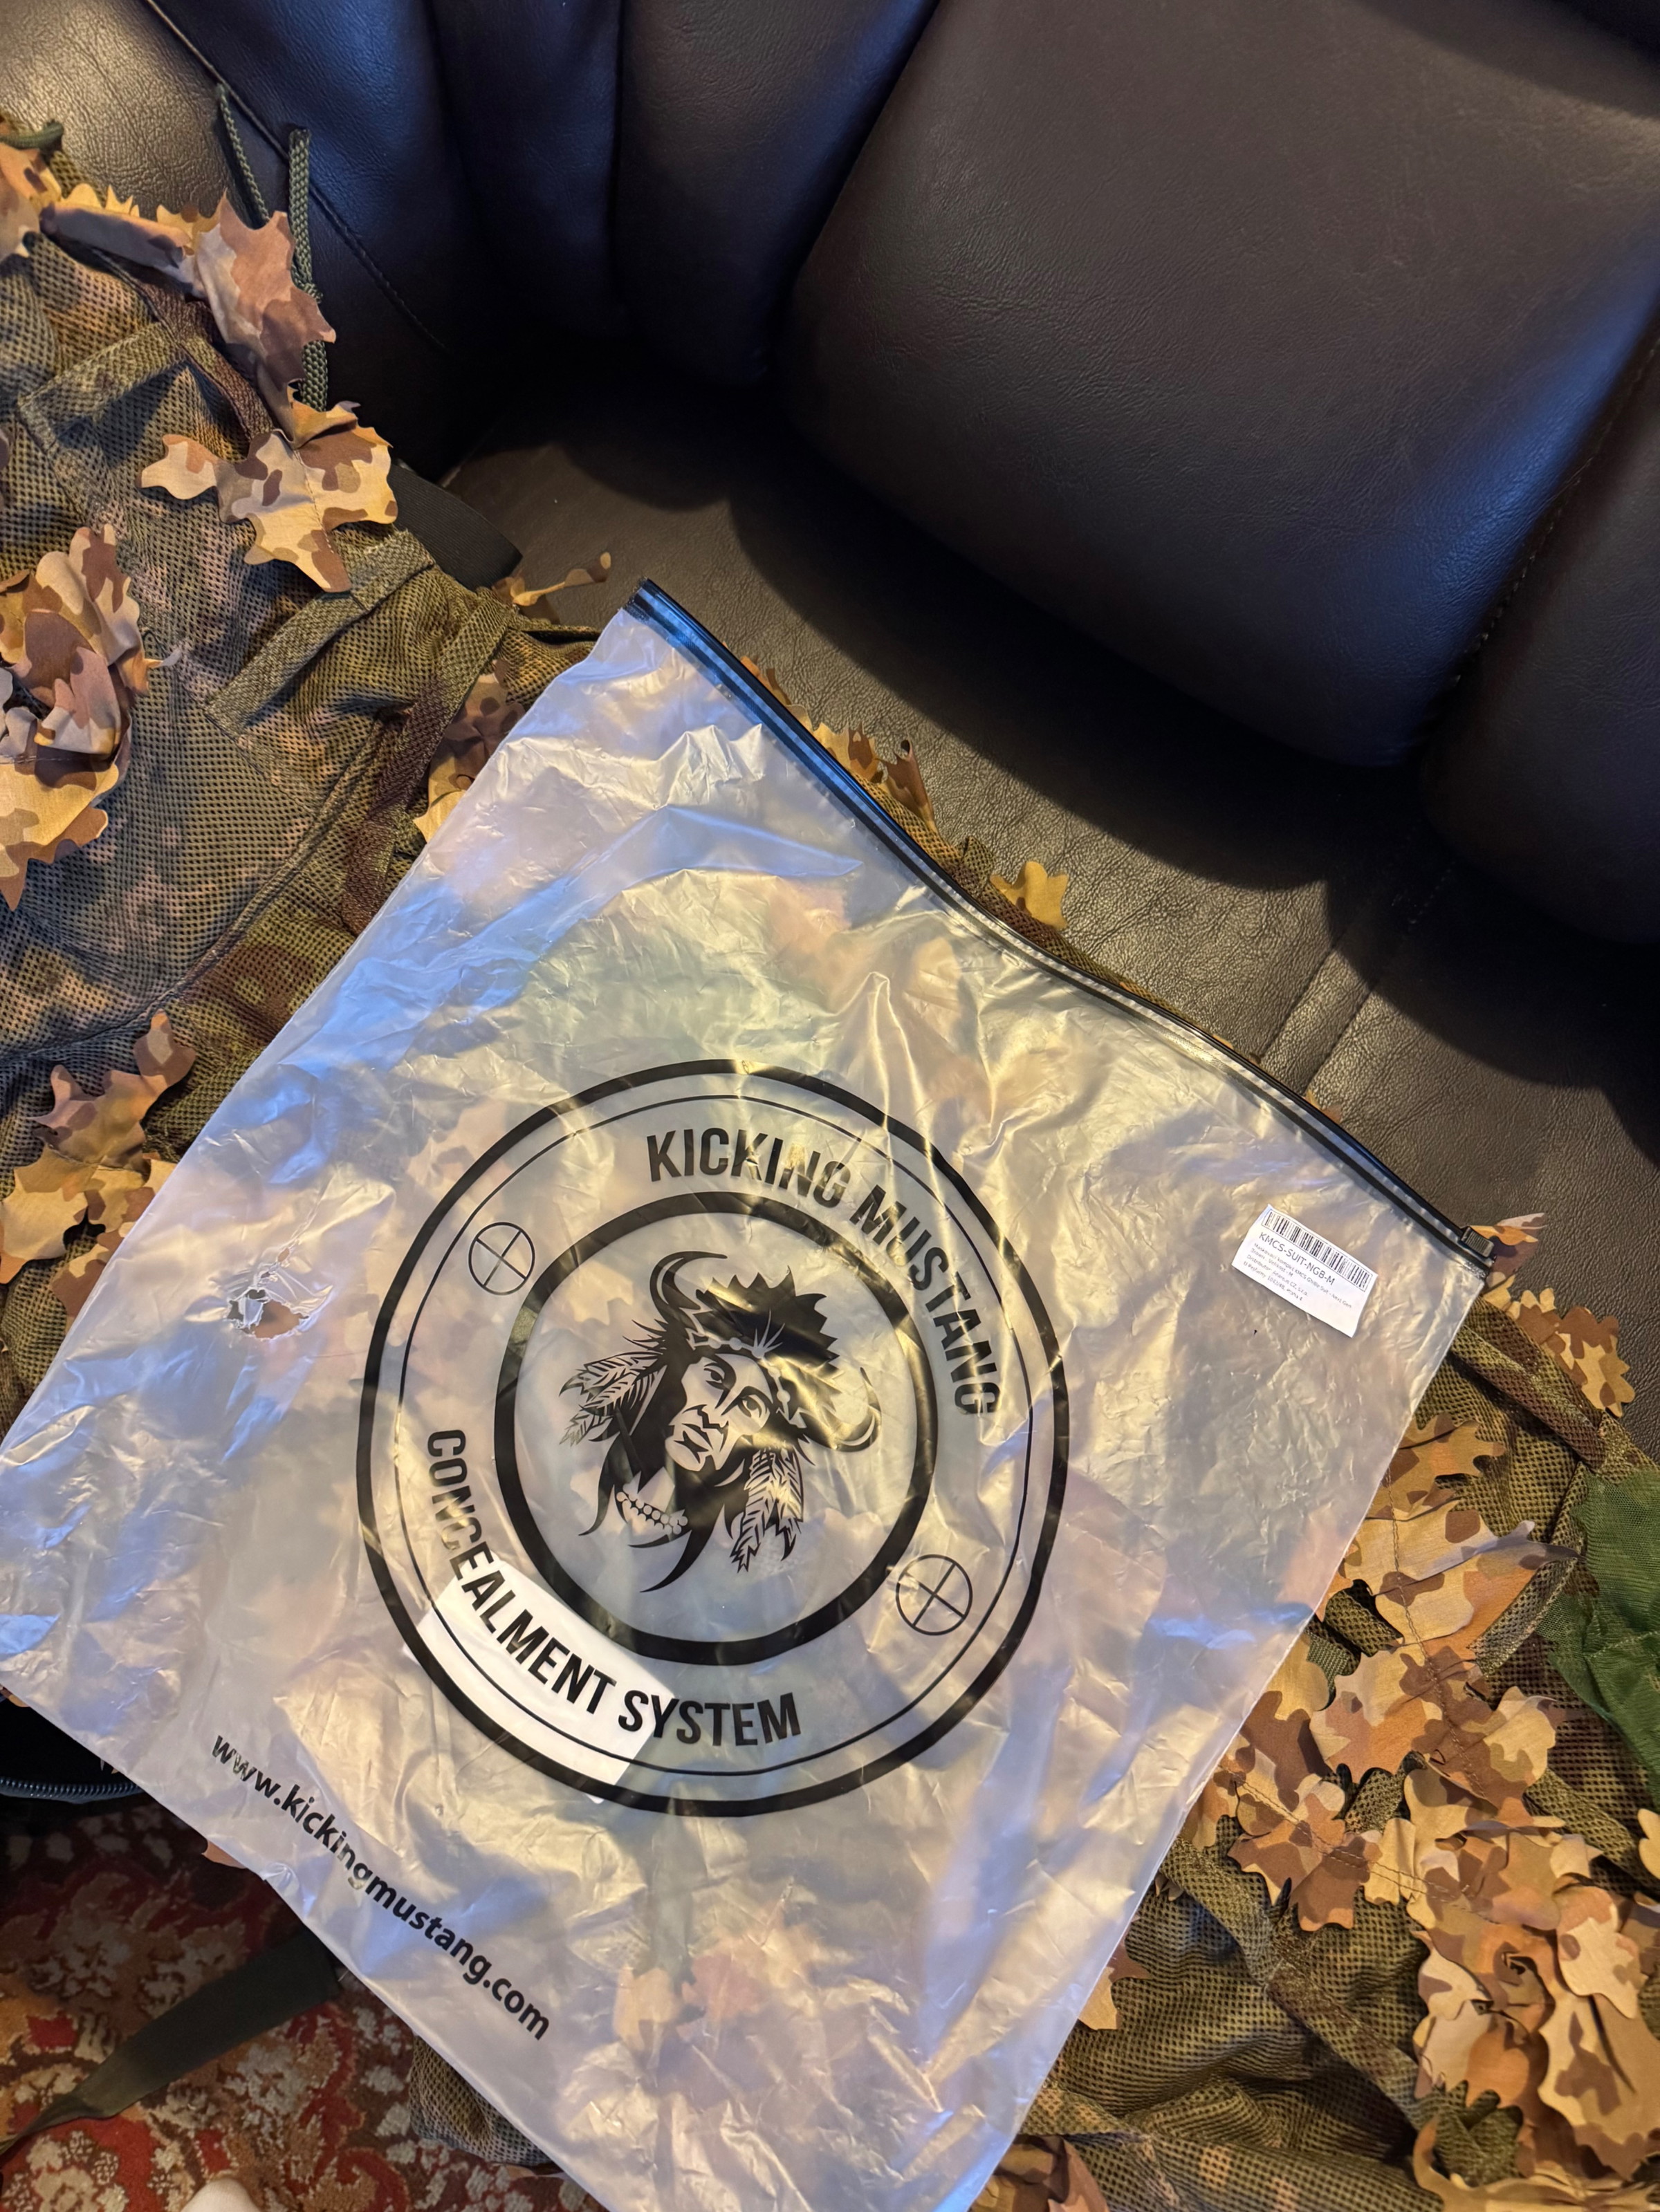 KICKING MUSTANG
CONCEALMENT SYSTEM
www.kickingmustang.com
KMCS-SUIT-NGB-M